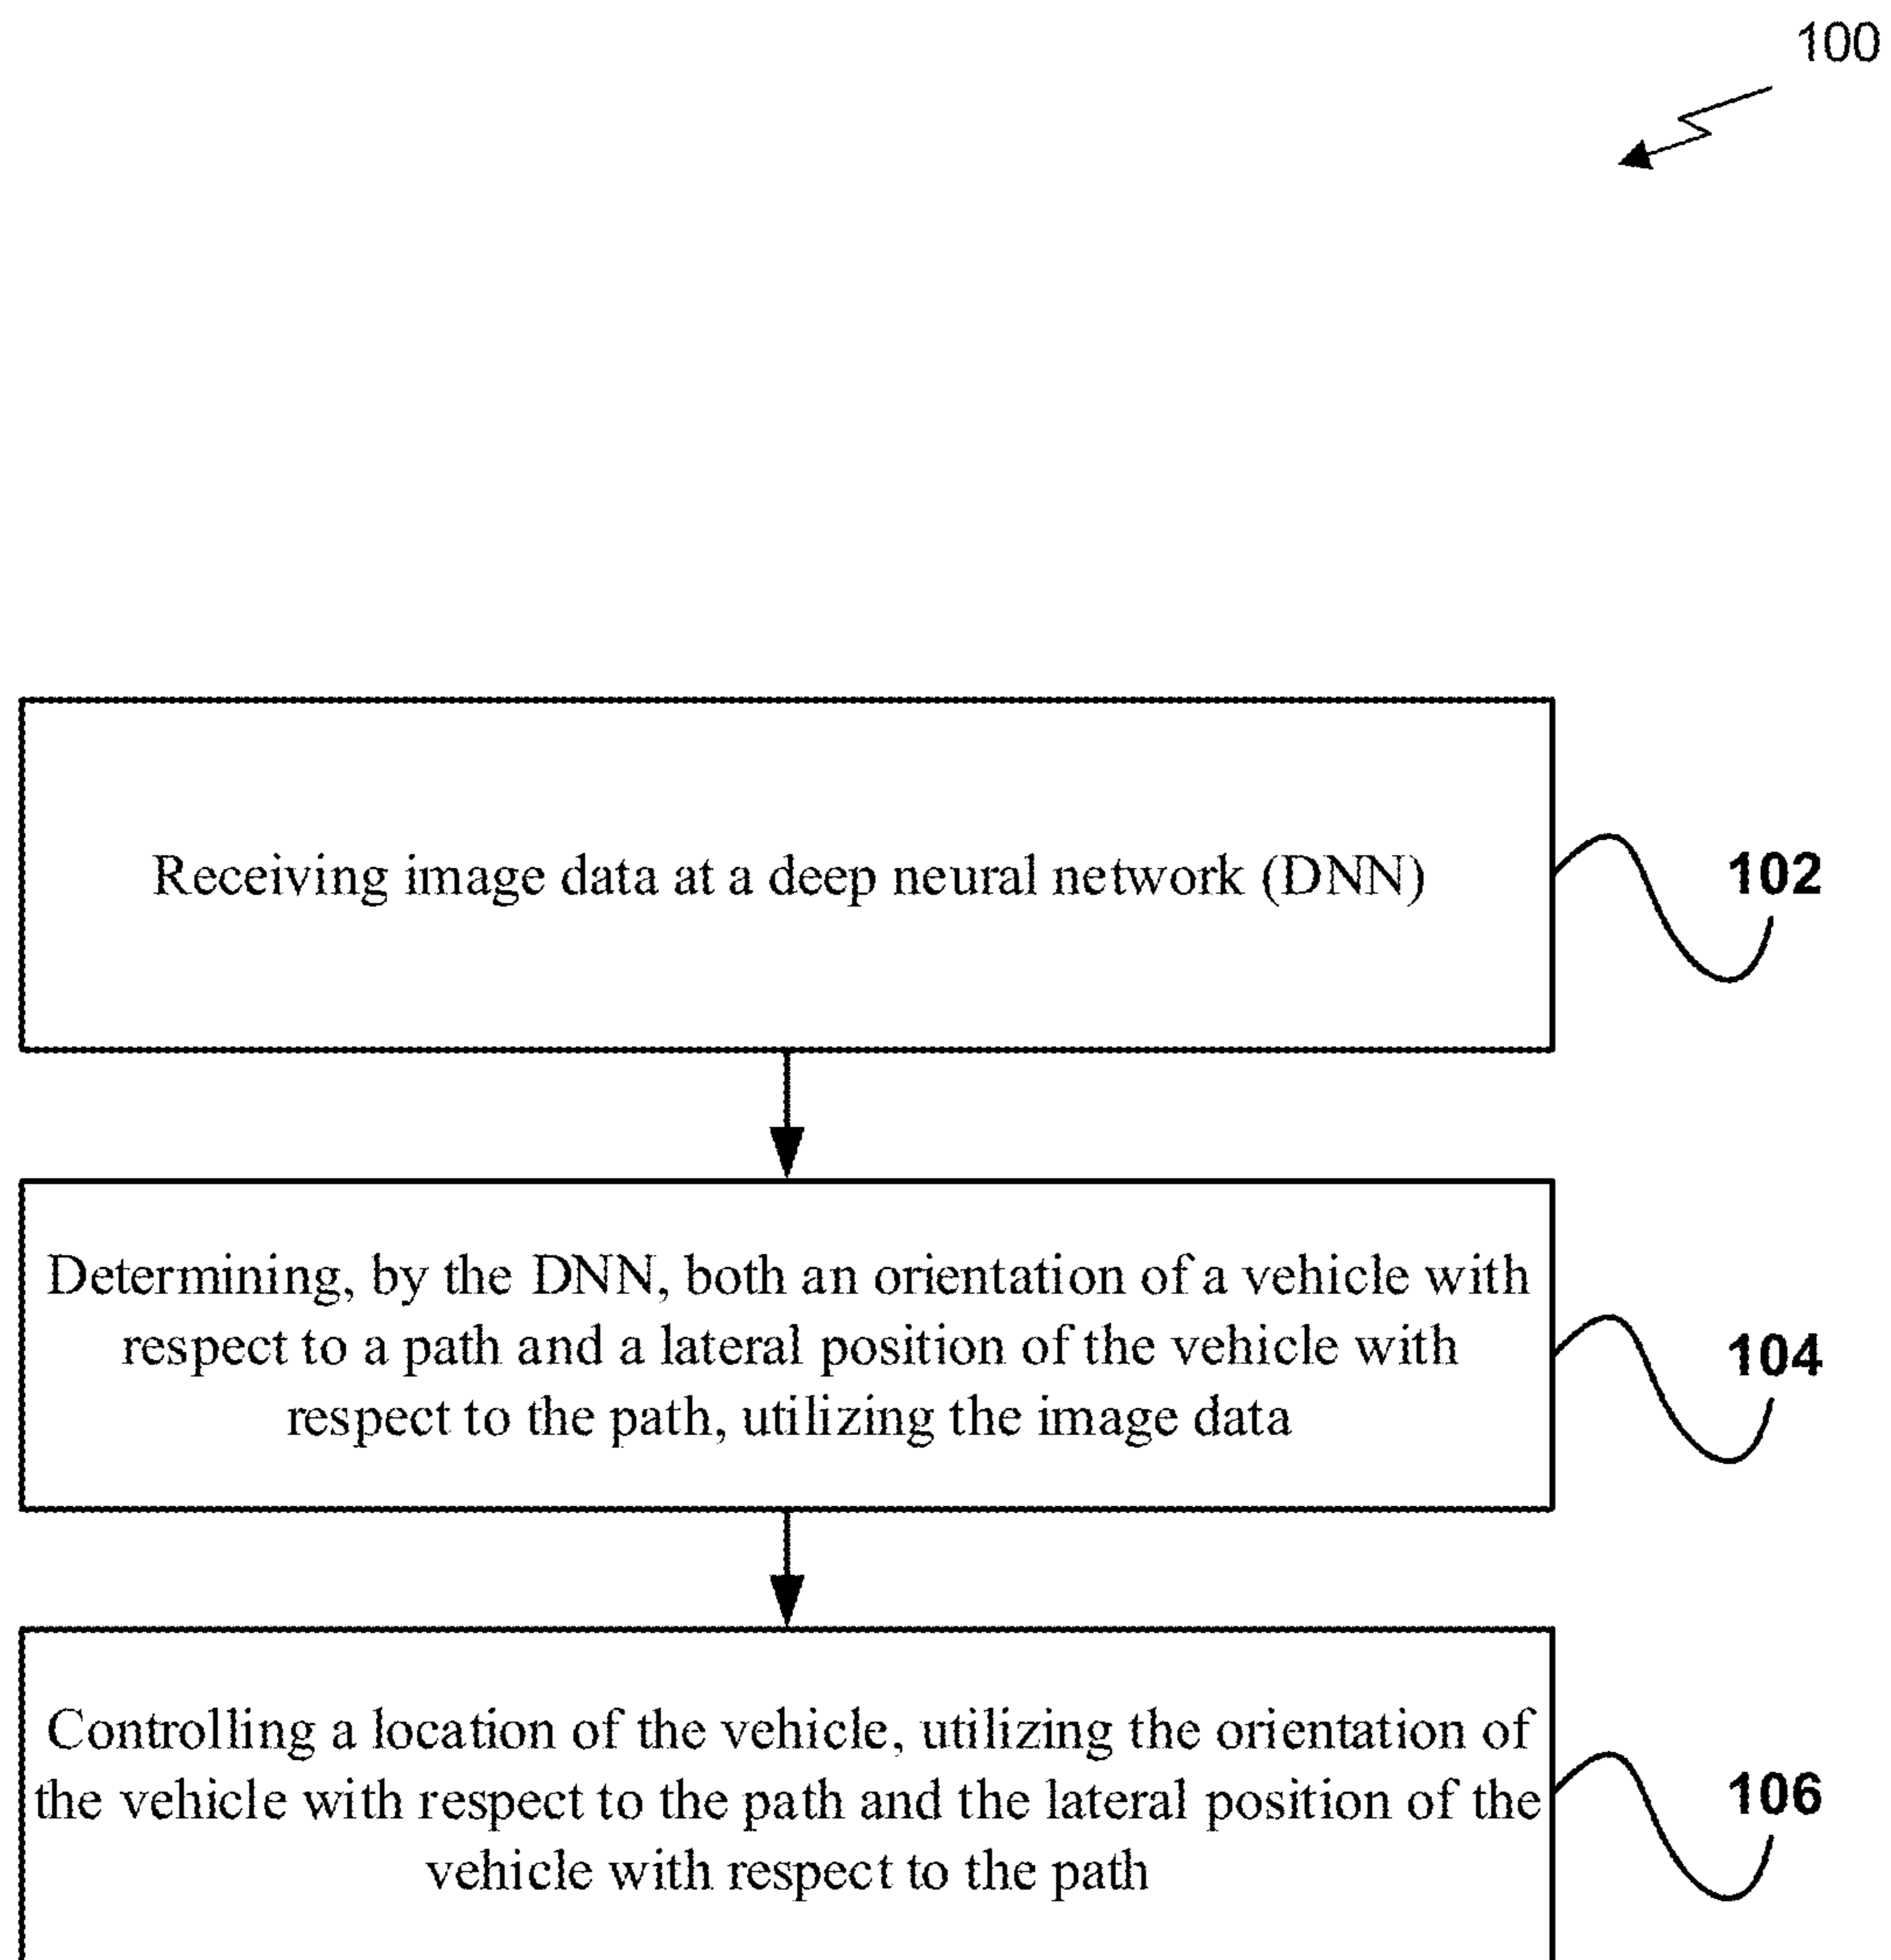 100
Receiving image data at a deep neural network (DNN)
102
Determining, by the DNN, both an orientation of a vehicle with
respect to a path and a lateral position of the vehicle with
respect to the path, utilizing the image data
104
Controlling a location of the vehicle, utilizing the orientation of
the vehicle with respect to the path and the lateral position of the
vehicle with respect to the path
106